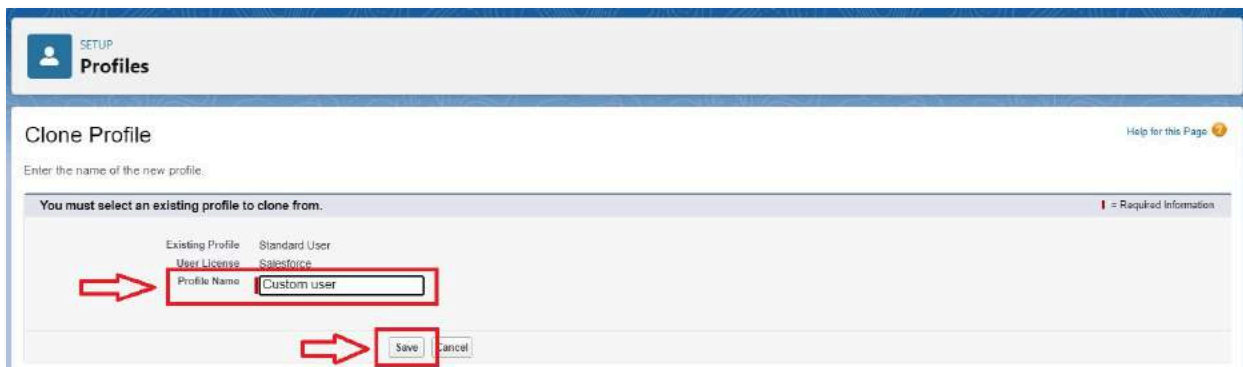 SETUP
Profiles
Clone Profile
Help for this Page ?
Enter the name of the new profile.
You must select an existing profile to clone from.
= Required Information
Existing Profile Standard User
User License Salesforce
Profile Name Custom user
Save Cancel